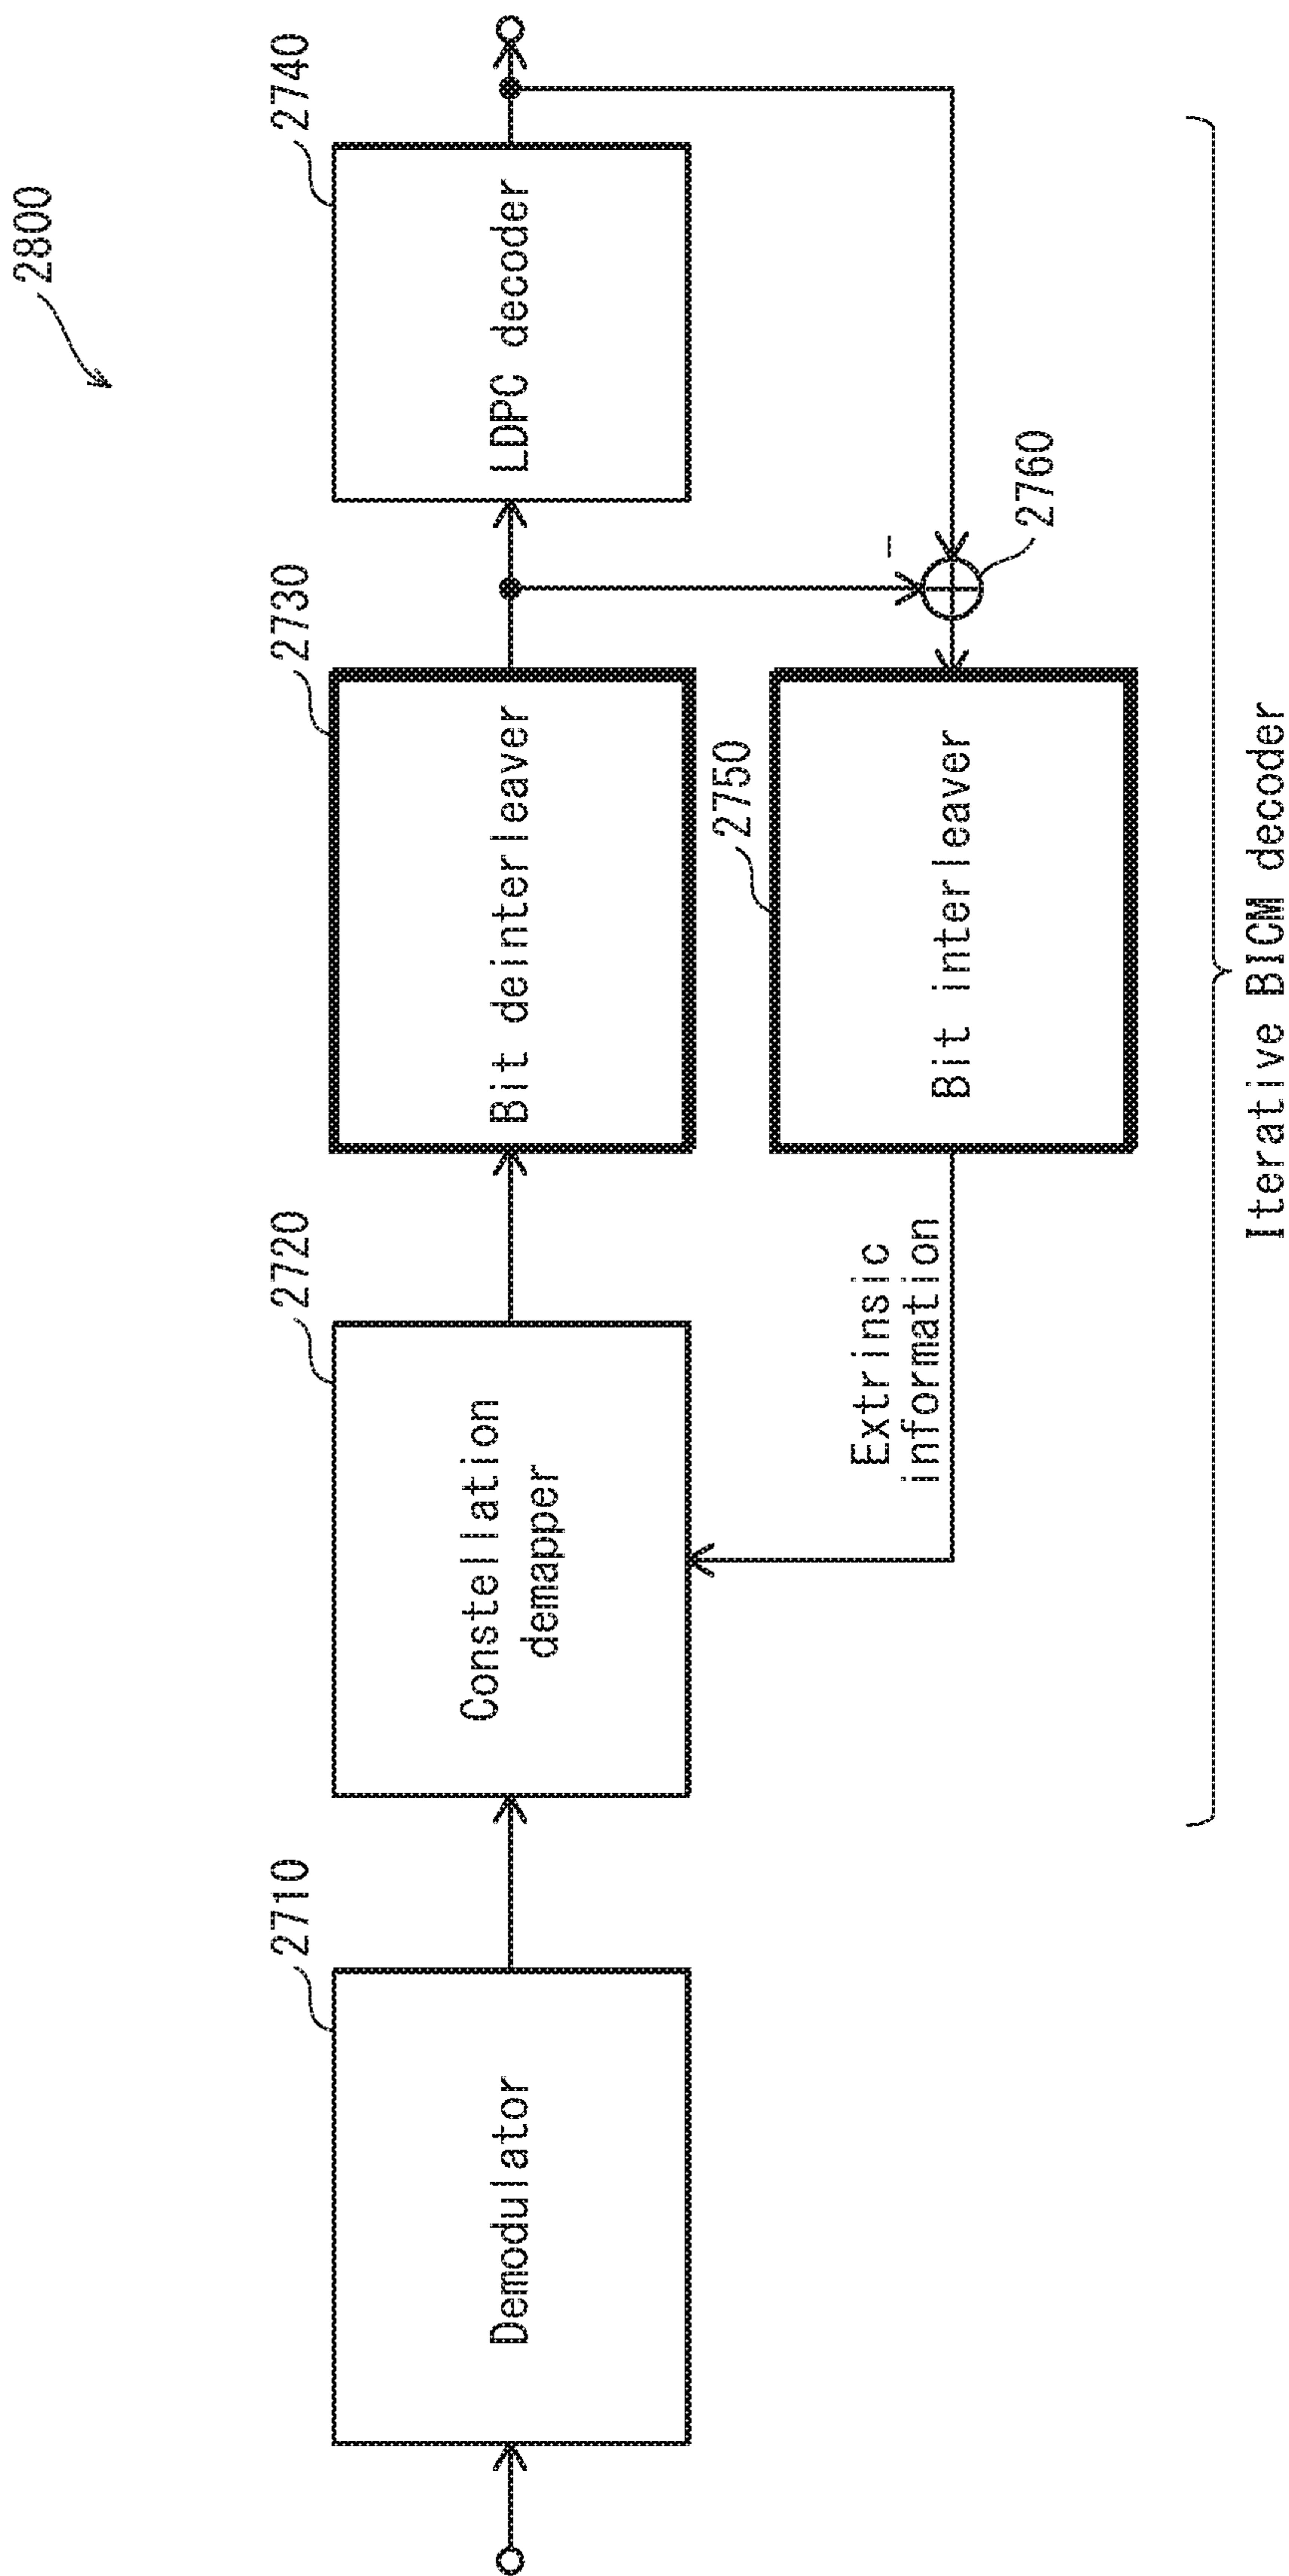 2800
2710
Demodulator
2720
Constellation
demapper
2730
Bit deinterleaver
2740
LDPC decoder
Extrinsic
information
2750
Bit interleaver
−
2760
Iterative BICM decoder